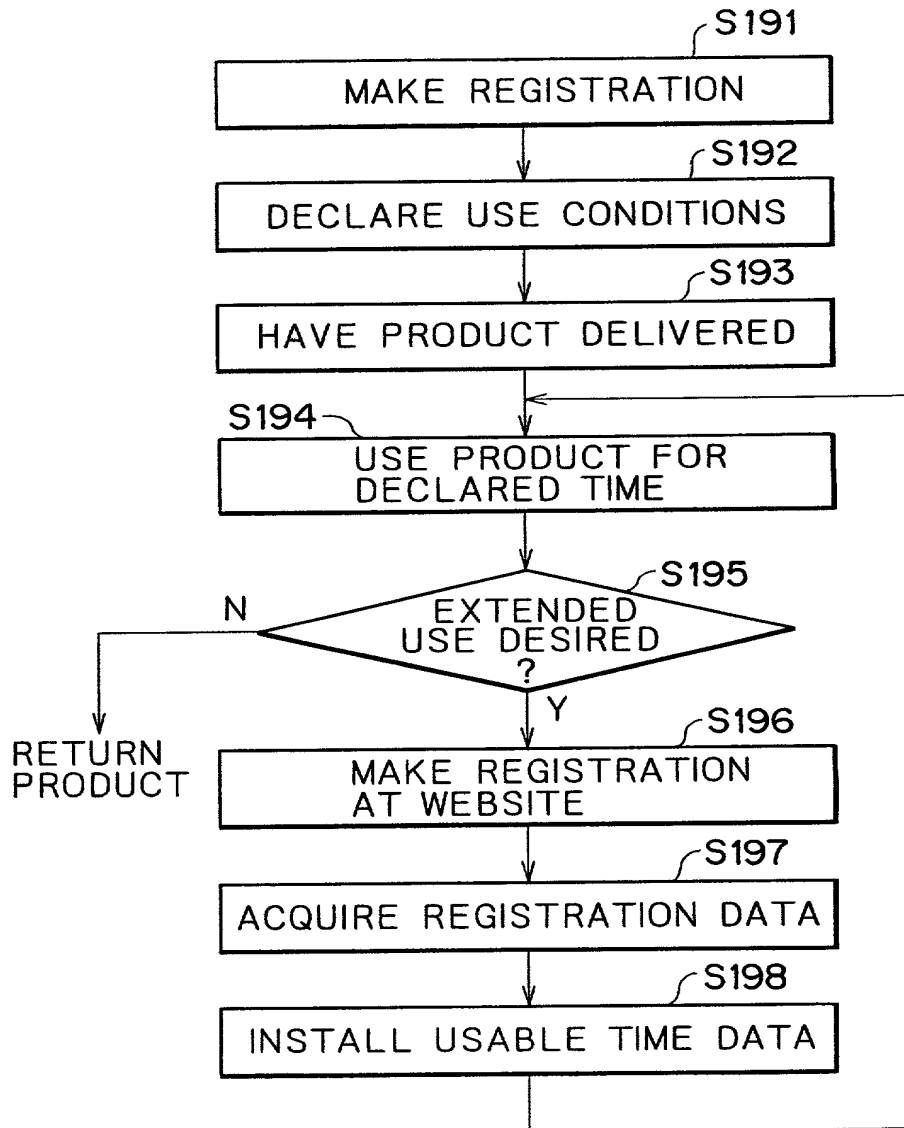 S191
MAKE REGISTRATION
S192
DECLARE USE CONDITIONS
S193
HAVE PRODUCT DELIVERED
S194
USE PRODUCT FOR
DECLARED TIME
S195
EXTENDED
USE DESIRED
?
N
Y
RETURN
PRODUCT
S196
MAKE REGISTRATION
AT WEBSITE
S197
ACQUIRE REGISTRATION DATA
S198
INSTALL USABLE TIME DATA